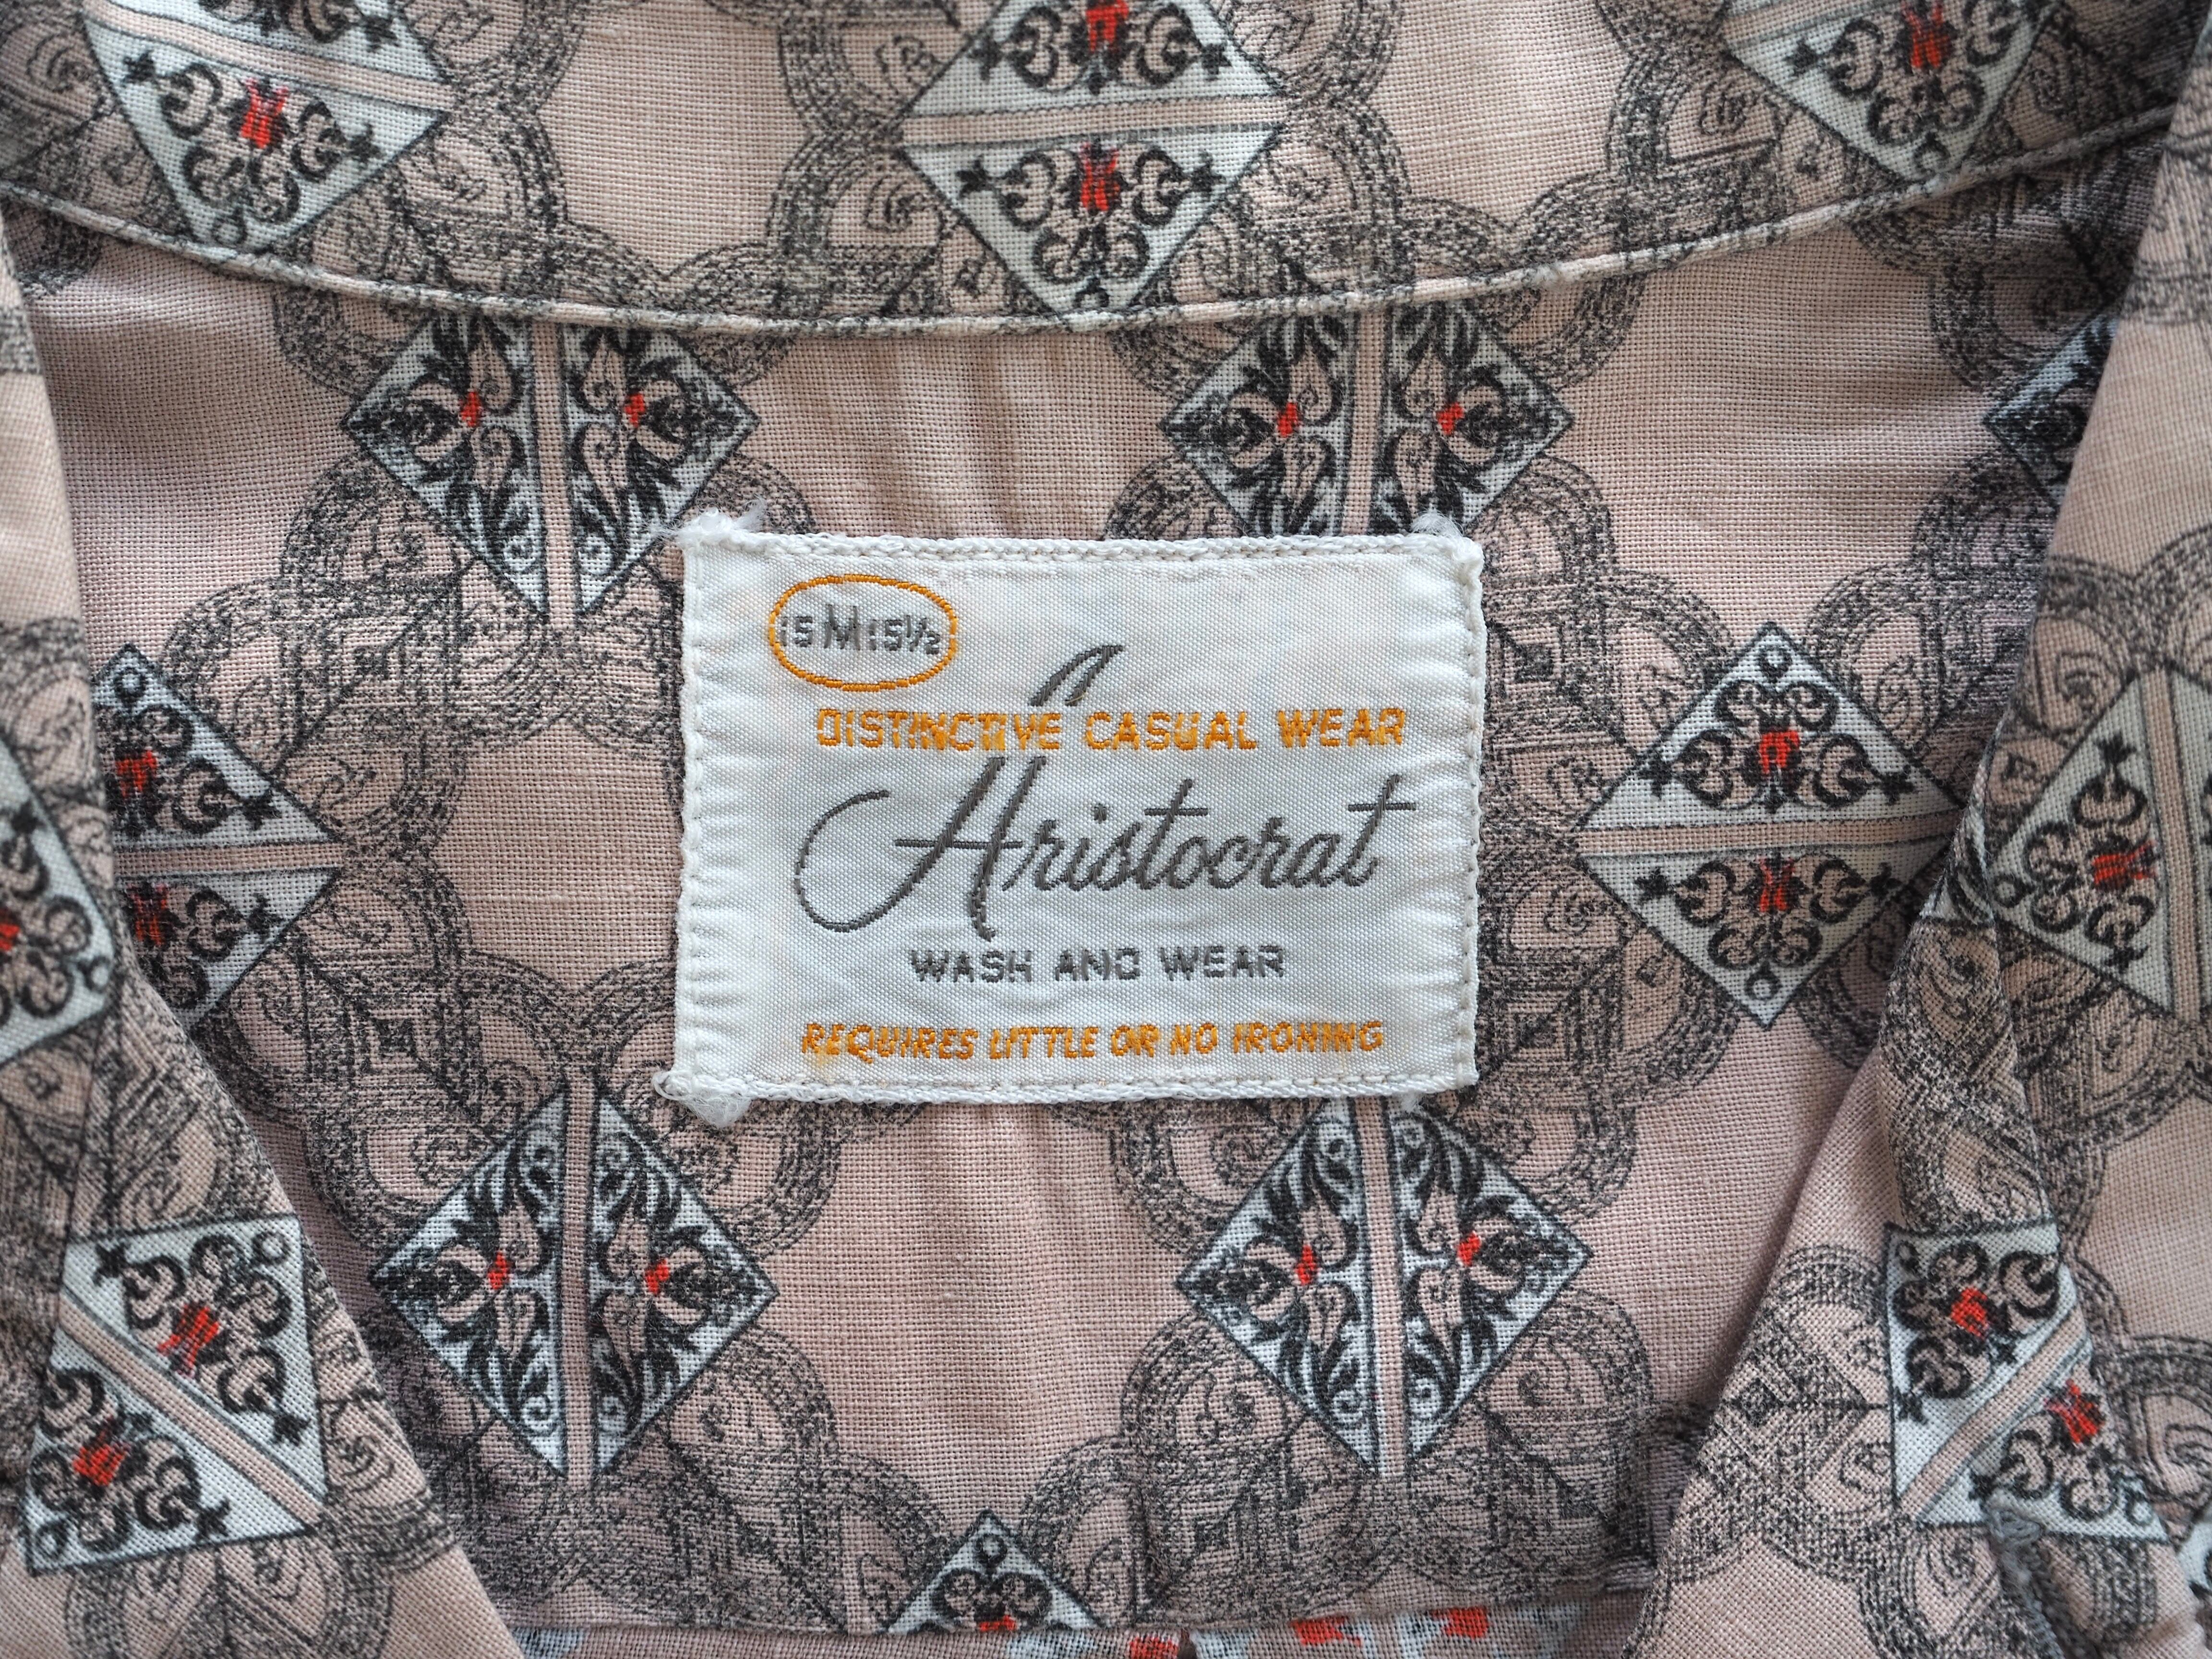 15 M 15½
A
DISTINCTIVE CASUAL WEAR
Aristocrat
WASH AND WEAR
REQUIRES LITTLE OR NO IRONING